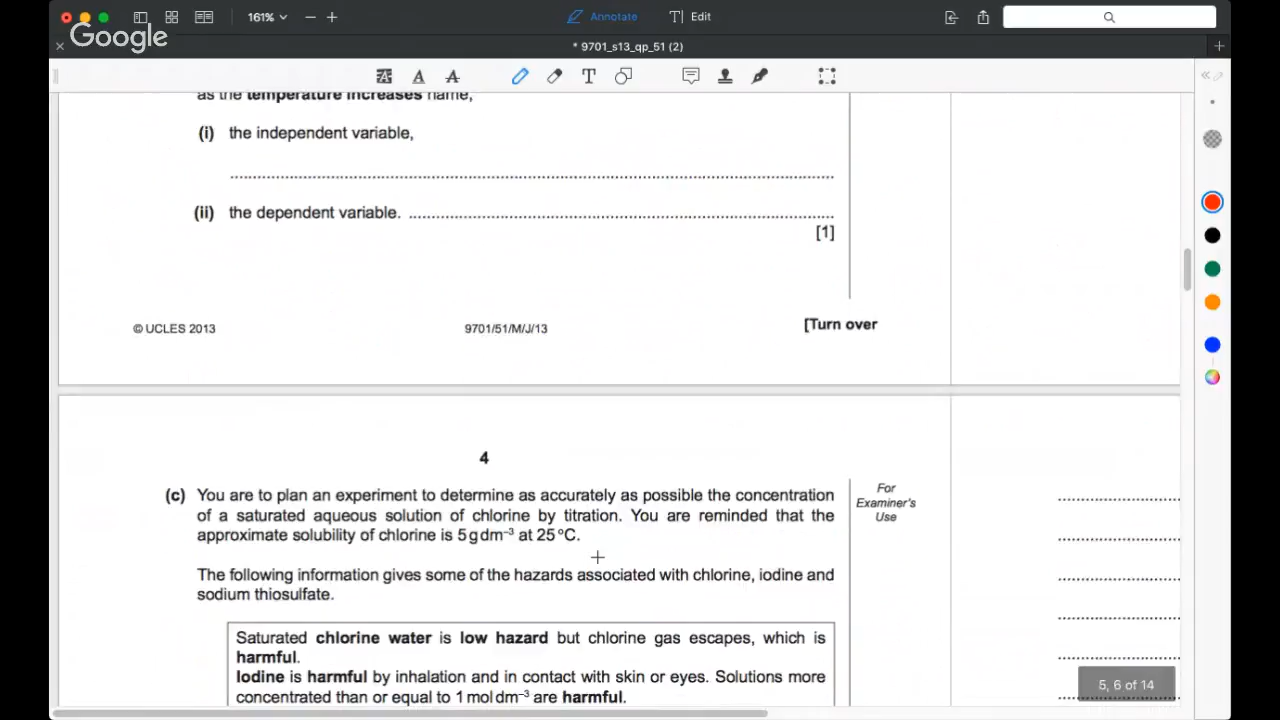 161%
Annotate
T| Edit
Google
* 9701_s13_qp_51 (2)
as the temperature increases name,
(i) the independent variable,
(ii) the dependent variable.
[1]
© UCLES 2013
9701/51/M/J/13
[Turn over
4
(c) You are to plan an experiment to determine as accurately as possible the concentration
of a saturated aqueous solution of chlorine by titration. You are reminded that the
approximate solubility of chlorine is 5 g dm⁻³ at 25 °C.
For
Examiner's
Use
The following information gives some of the hazards associated with chlorine, iodine and
sodium thiosulfate.
Saturated chlorine water is low hazard but chlorine gas escapes, which is
harmful.
Iodine is harmful by inhalation and in contact with skin or eyes. Solutions more
concentrated than or equal to 1 mol dm⁻³ are harmful.
5, 6 of 14